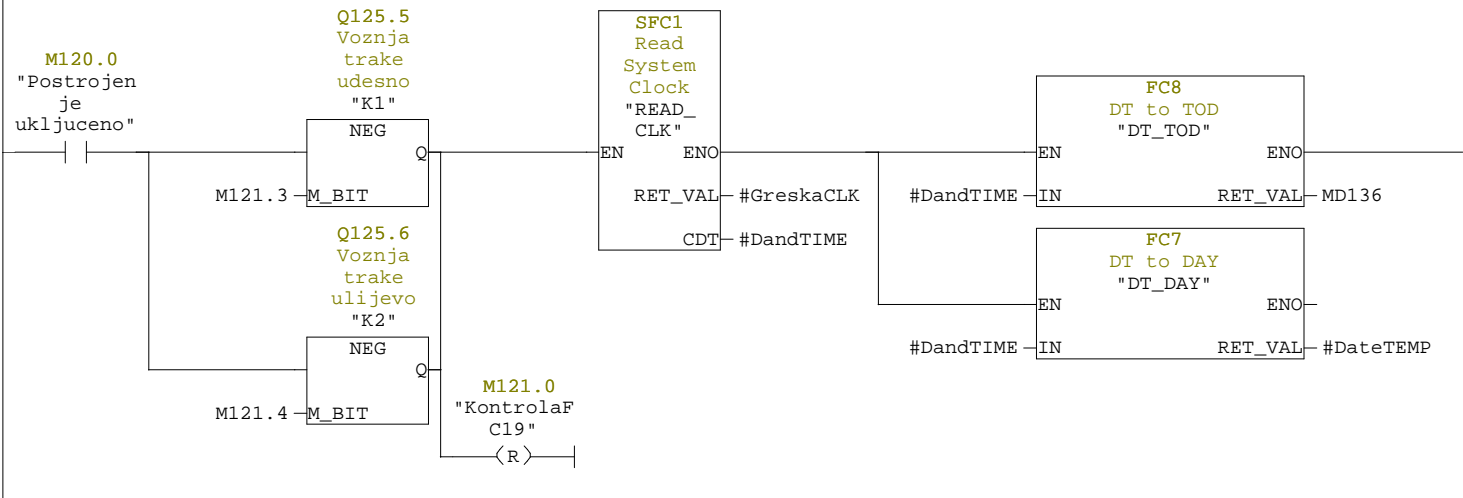 M120.0
"Postrojen
je
ukljuceno"
Q125.5
Voznja
trake
udesno
"K1"
NEG
Q
M121.3
M_BIT
Q125.6
Voznja
trake
ulijevo
"K2"
NEG
Q
M121.4
M_BIT
M121.0
"KontrolaF
C19"
(R)
SFC1
Read
System
Clock
"READ_
CLK"
EN ENO
RET_VAL #GreskaCLK
CDT #DandTIME
FC8
DT to TOD
"DT_TOD"
EN ENO
#DandTIME IN RET_VAL MD136
FC7
DT to DAY
"DT_DAY"
EN ENO
#DandTIME IN RET_VAL #DateTEMP